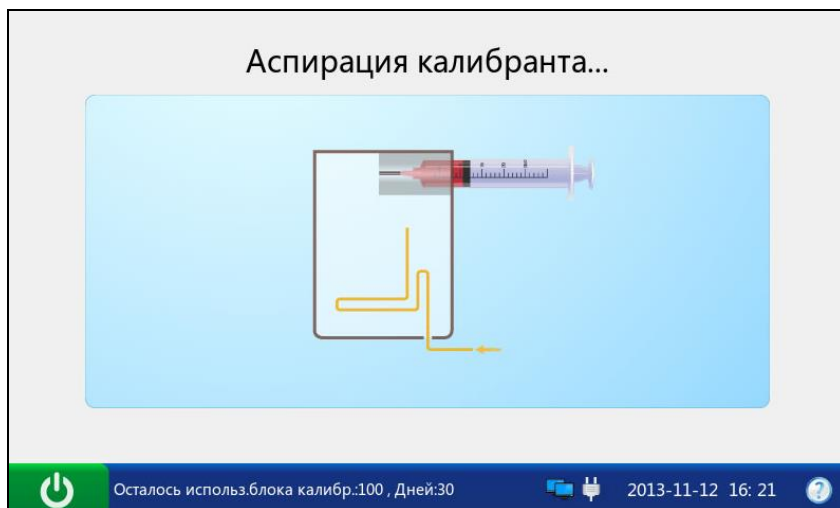 Аспирация калибранта...
Осталось использ.блока калибр.:100 , Дней:30 2013-11-12 16: 21